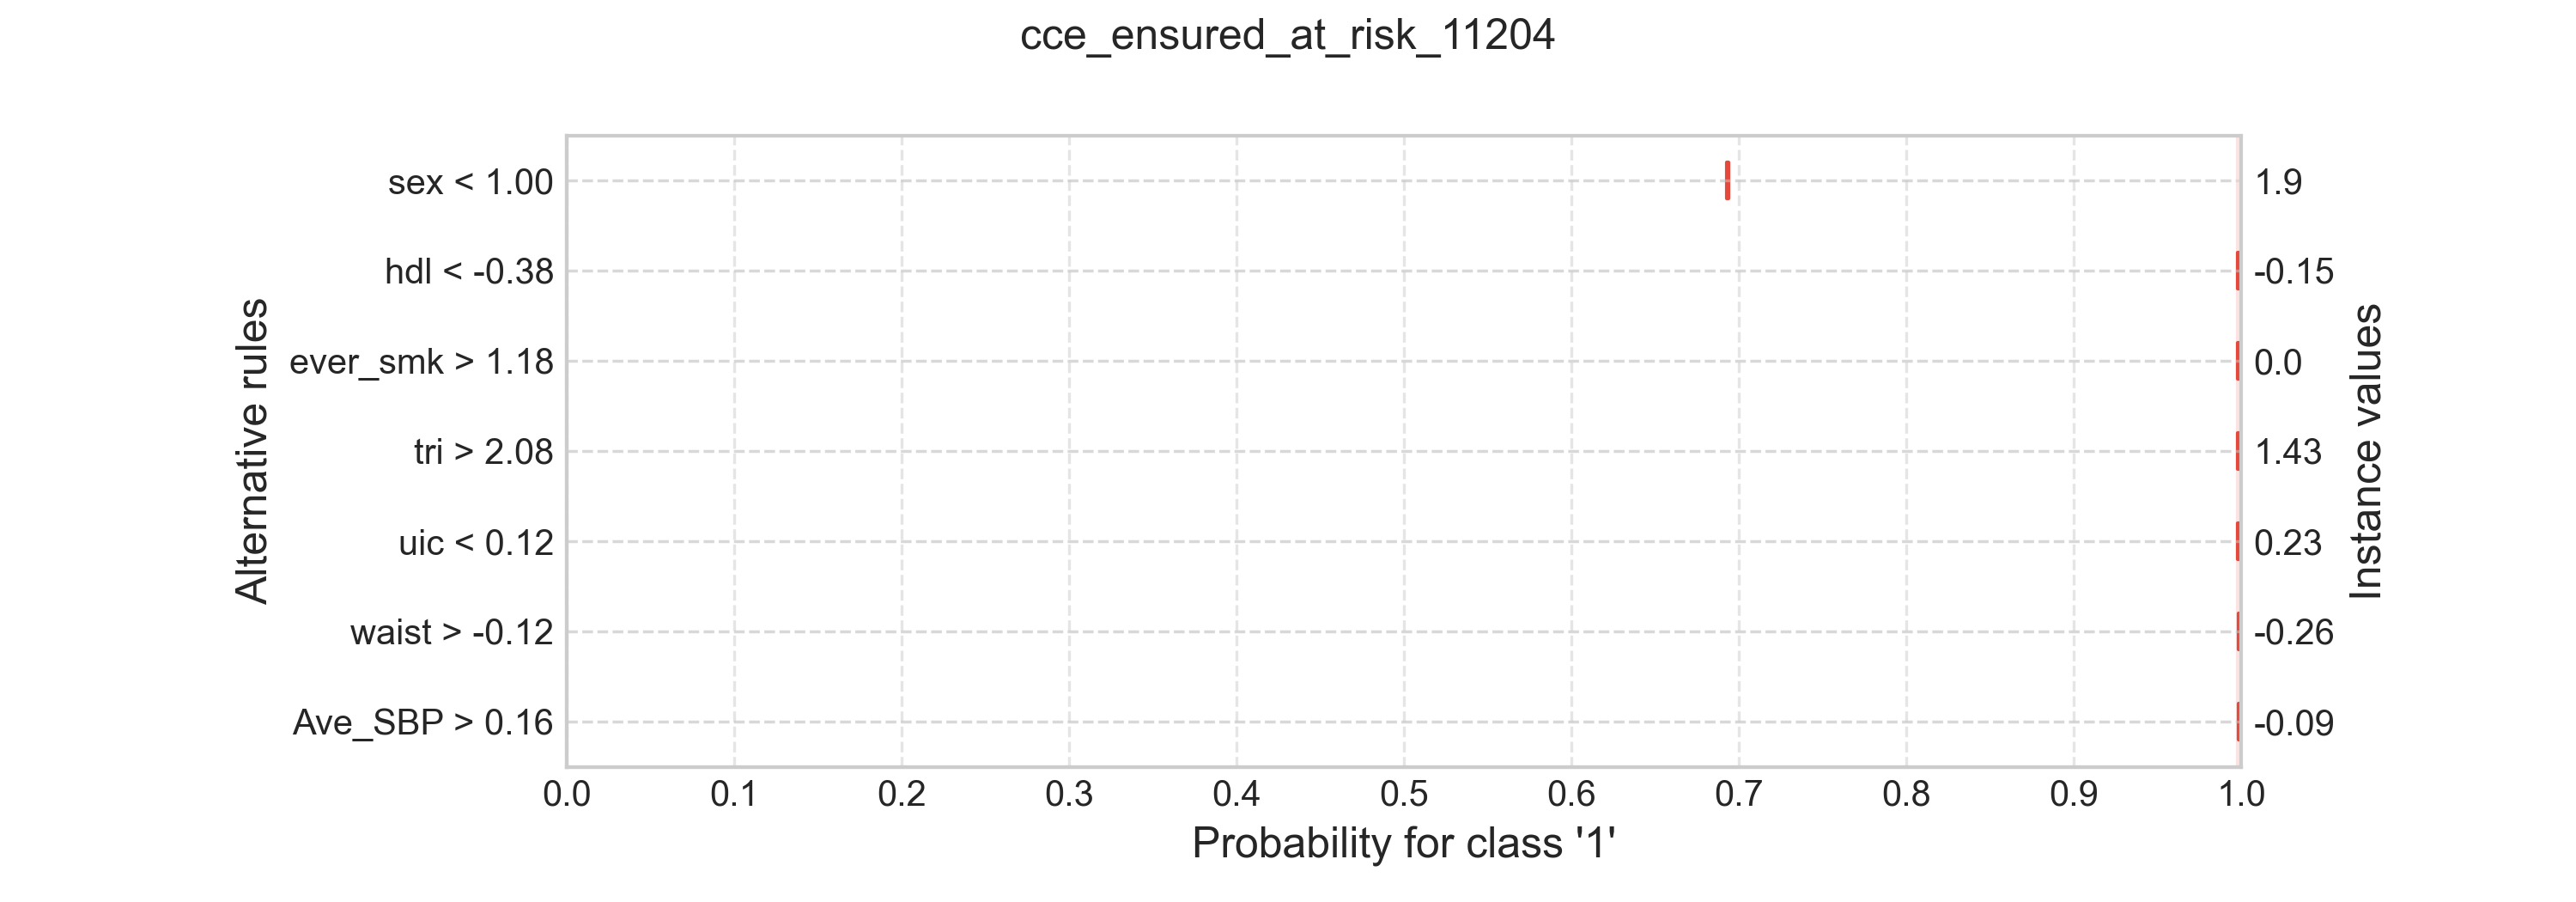 cce_ensured_at_risk_11204
Alternative rules
sex < 1.00
1.9
hdl < -0.38
-0.15
ever_smk > 1.18
0.0
tri > 2.08
1.43
uic < 0.12
0.23
waist > -0.12
-0.26
Ave_SBP > 0.16
-0.09
Instance values
0.0 0.1 0.2 0.3 0.4 0.5 0.6 0.7 0.8 0.9 1.0
Probability for class '1'